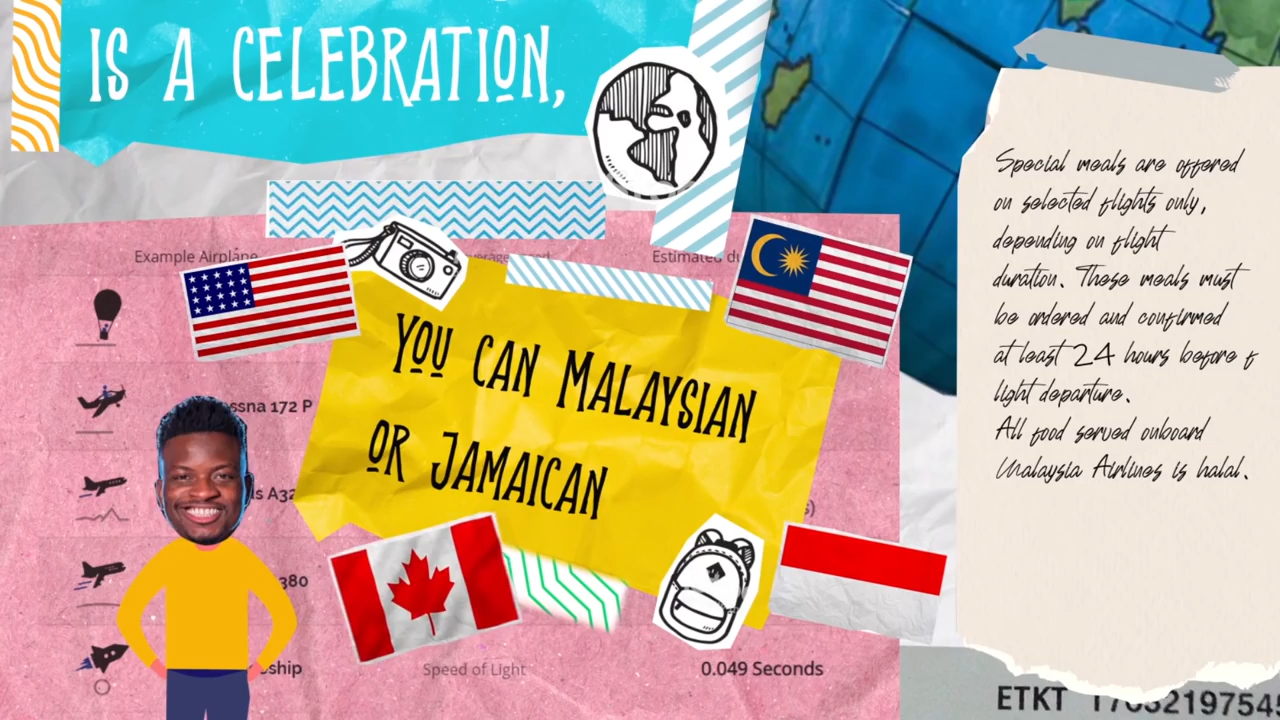 IS A CELEBRATION,
Example Airplane
Estimated du
YOU CAN MALAYSIAN
OR JAMAICAN
ssna 172 P
s A32
380
ship
Speed of Light
0.049 Seconds
Special meals are offered
on selected flights only,
depending on flight
duration. These meals must
be ordered and confirmed
at least 24 hours before f
light departure.
All food served onboard
Malaysia Airlines is halal.
ETKT